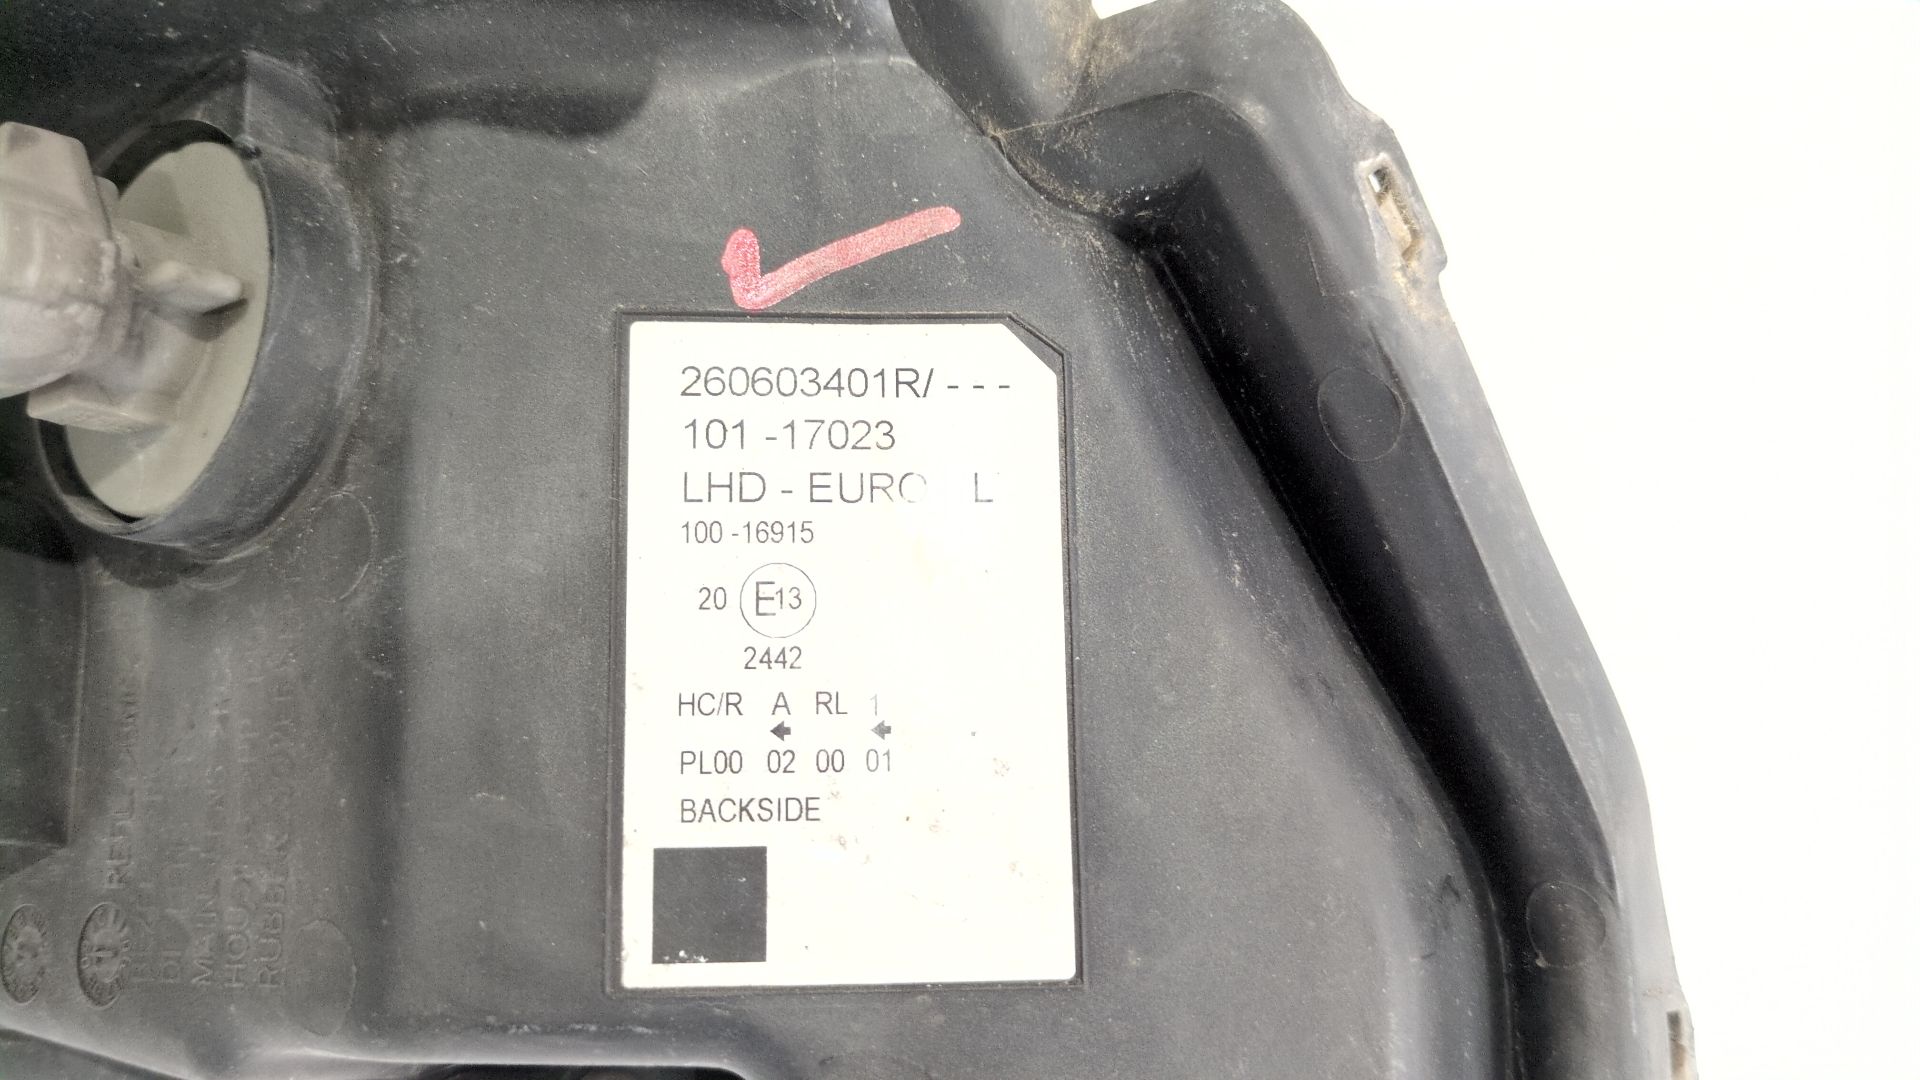 260603401R/ - - -
101 -17023
LHD - EURO L
100 -16915
20 E13
2442
HC/R A RL 1
PL00 02 00 01
BACKSIDE